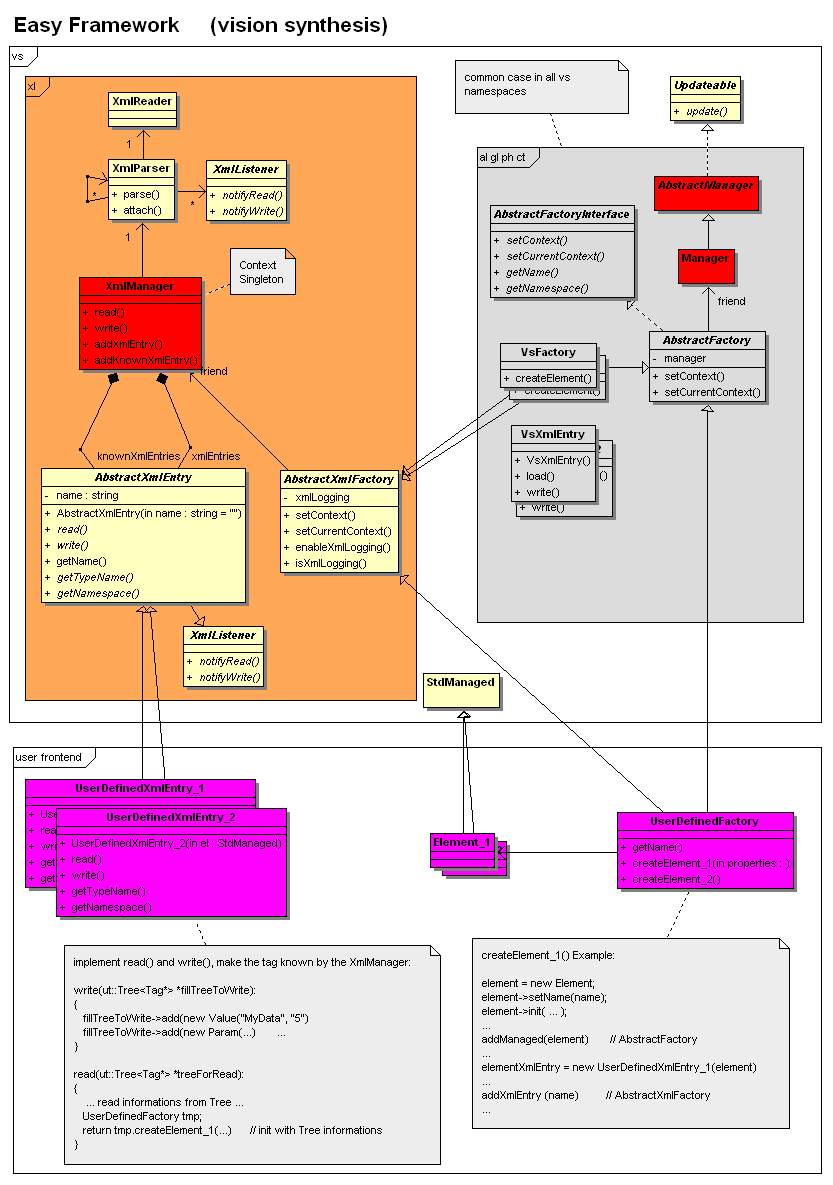 Easy Framework (vision synthesis)
vs
xl
XmlReader
1
XmlParser
+ parse()
+ attach()
*
*
XmlListener
+ notifyRead()
+ notifyWrite()
1
Context
Singleton
XmlManager
+ read()
+ write()
+ addXmlEntry()
+ addKnownXmlEntry()
friend
knownXmlEntries
xmlEntries
AbstractXmlEntry
- name : string
+ AbstractXmlEntry(in name : string = "")
+ read()
+ write()
+ getName()
+ getTypeName()
+ getNamespace()
AbstractXmlFactory
- xmlLogging
+ setContext()
+ setCurrentContext()
+ enableXmlLogging()
+ isXmlLogging()
XmlListener
+ notifyRead()
+ notifyWrite()
common case in all vs
namespaces
Updateable
+ update()
al gl ph ct
AbstractManager
AbstractFactoryInterface
+ setContext()
+ setCurrentContext()
+ getName()
+ getNamespace()
Manager
friend
AbstractFactory
- manager
+ setContext()
+ setCurrentContext()
VsFactory
+ createElement()
+ createElement()
VsXmlEntry
+ VsXmlEntry()
+ load()
+ write()
()
+ write()
StdManaged
user frontend
UserDefinedXmlEntry_1
+ Us
+ rea
+ wri
+ get
+ get
UserDefinedXmlEntry_2
+ UserDefinedXmlEntry_2(in el : StdManaged)
+ read()
+ write()
+ getTypeName()
+ getNamespace()
Element_1
UserDefinedFactory
+ getName()
+ createElement_1(in properties : )
+ createElement_2()
implement read() and write(), make the tag known by the XmlManager:
write(ut::Tree<Tag*> *fillTreeToWrite):
{
fillTreeToWrite->add(new Value("MyData", "5")
fillTreeToWrite->add(new Param(...) ...
}
read(ut::Tree<Tag*> *treeForRead):
{
... read informations from Tree ...
UserDefinedFactory tmp;
return tmp.createElement_1(...) // init with Tree informations
}
createElement_1() Example:
element = new Element;
element->setName(name);
element->init( ... );
...
addManaged(element) // AbstractFactory
...
elementXmlEntry = new UserDefinedXmlEntry_1(element)
...
addXmlEntry (name) // AbstractXmlFactory
...